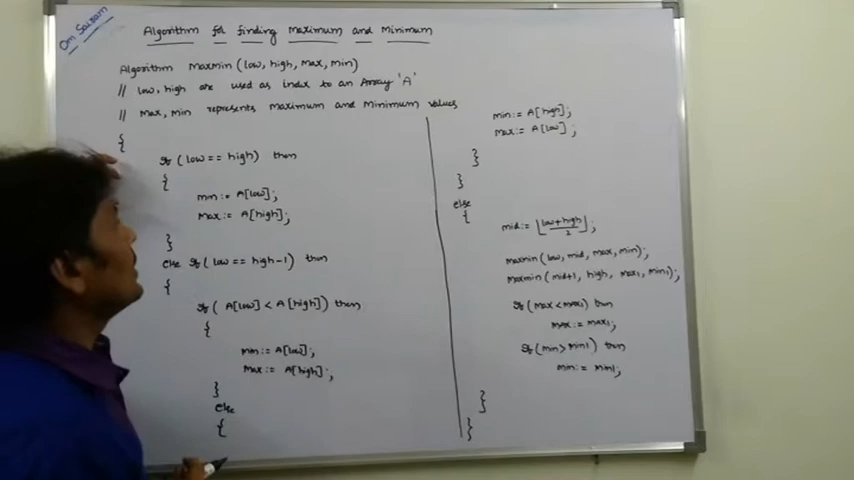 Om Sairam
Algorithm for finding Maximum and Minimum
Algorithm maxmin (low, high, max, min)
// low, high are used as index to an Array 'A'
// max, min represents maximum and minimum values
{
If (low == high) then
{
min := A[low];
max := A[high];
}
else If (low == high-1) then
{
If ( A[low] < A[high]) then
{
min := A[low];
max := A[high];
}
else
{
min := A[high];
max := A[low];
}
}
else
{
mid := ⌊low+high/2⌋;
maxmin (low, mid, max, min);
maxmin (mid+1, high, max1, min1);
If (max < max1) then
max := max1;
If (min > min1) then
min := min1;
}
}